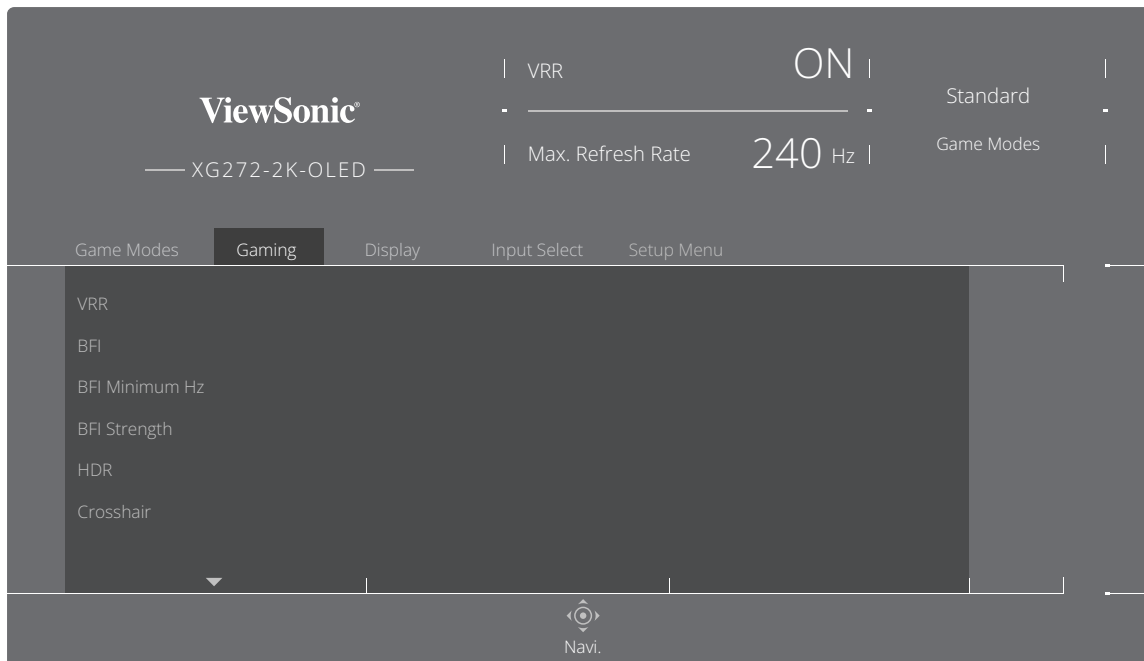 ViewSonic®
XG272-2K-OLED
VRR ON
Max. Refresh Rate 240 Hz
Standard
Game Modes
Game Modes Gaming Display Input Select Setup Menu
VRR
BFI
BFI Minimum Hz
BFI Strength
HDR
Crosshair
Navi.